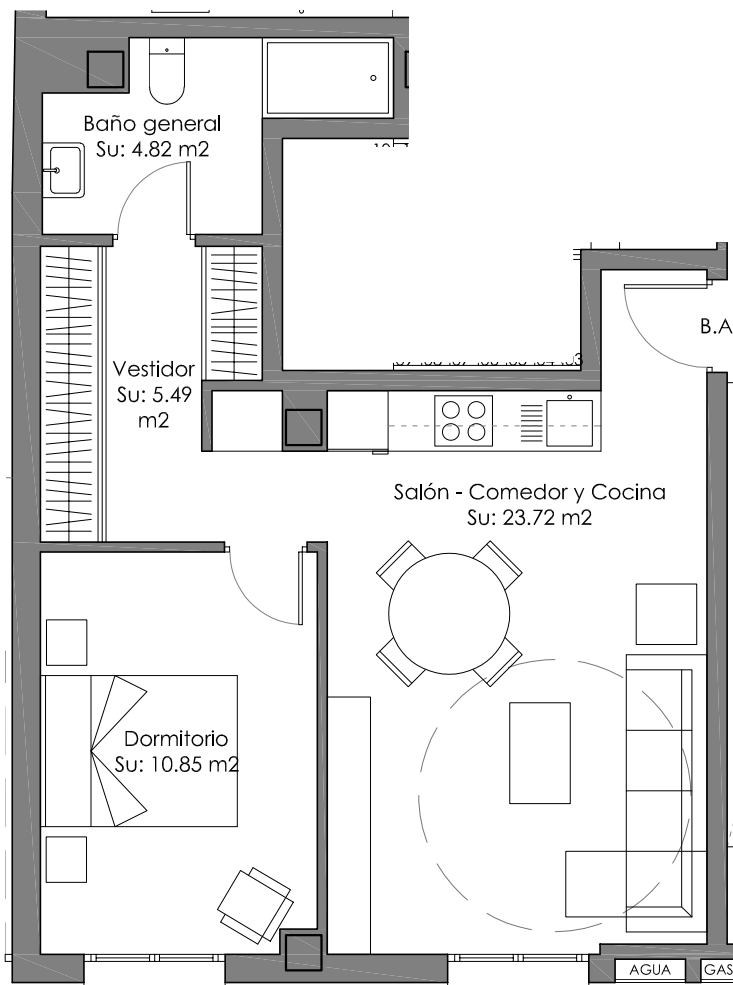 Baño general
Su: 4.82 m2
B.A
Vestidor
Su: 5.49
m2
Salón - Comedor y Cocina
Su: 23.72 m2
Dormitorio
Su: 10.85 m2
AGUA
GAS